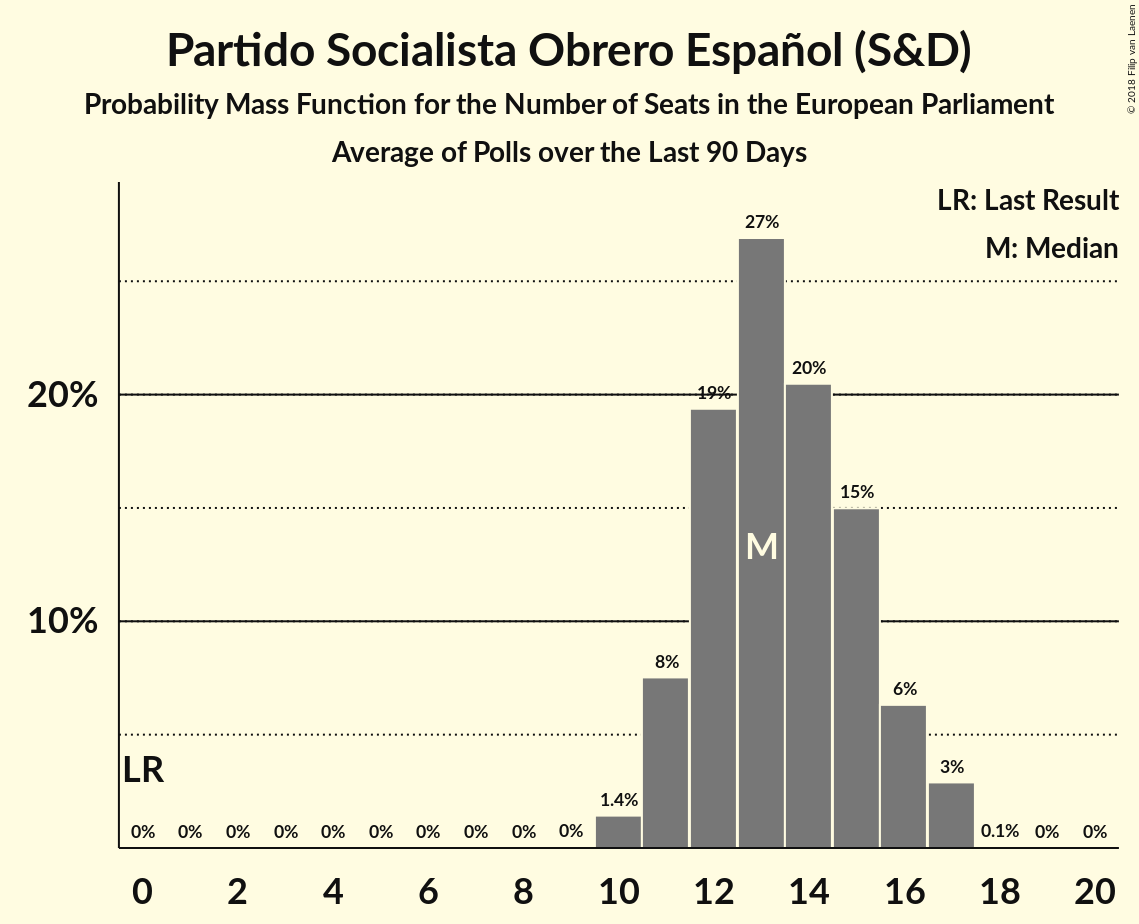 Partido Socialista Obrero Español (S&D)
Probability Mass Function for the Number of Seats in the European Parliament
Average of Polls over the Last 90 Days
© 2018 Filip van Laenen
LR: Last Result
M: Median
27%
20%
19%
20%
15%
M
10%
8%
6%
LR
3%
1.4%
0% 0% 0% 0% 0% 0% 0% 0% 0% 0% 0.1% 0% 0%
0 2 4 6 8 10 12 14 16 18 20